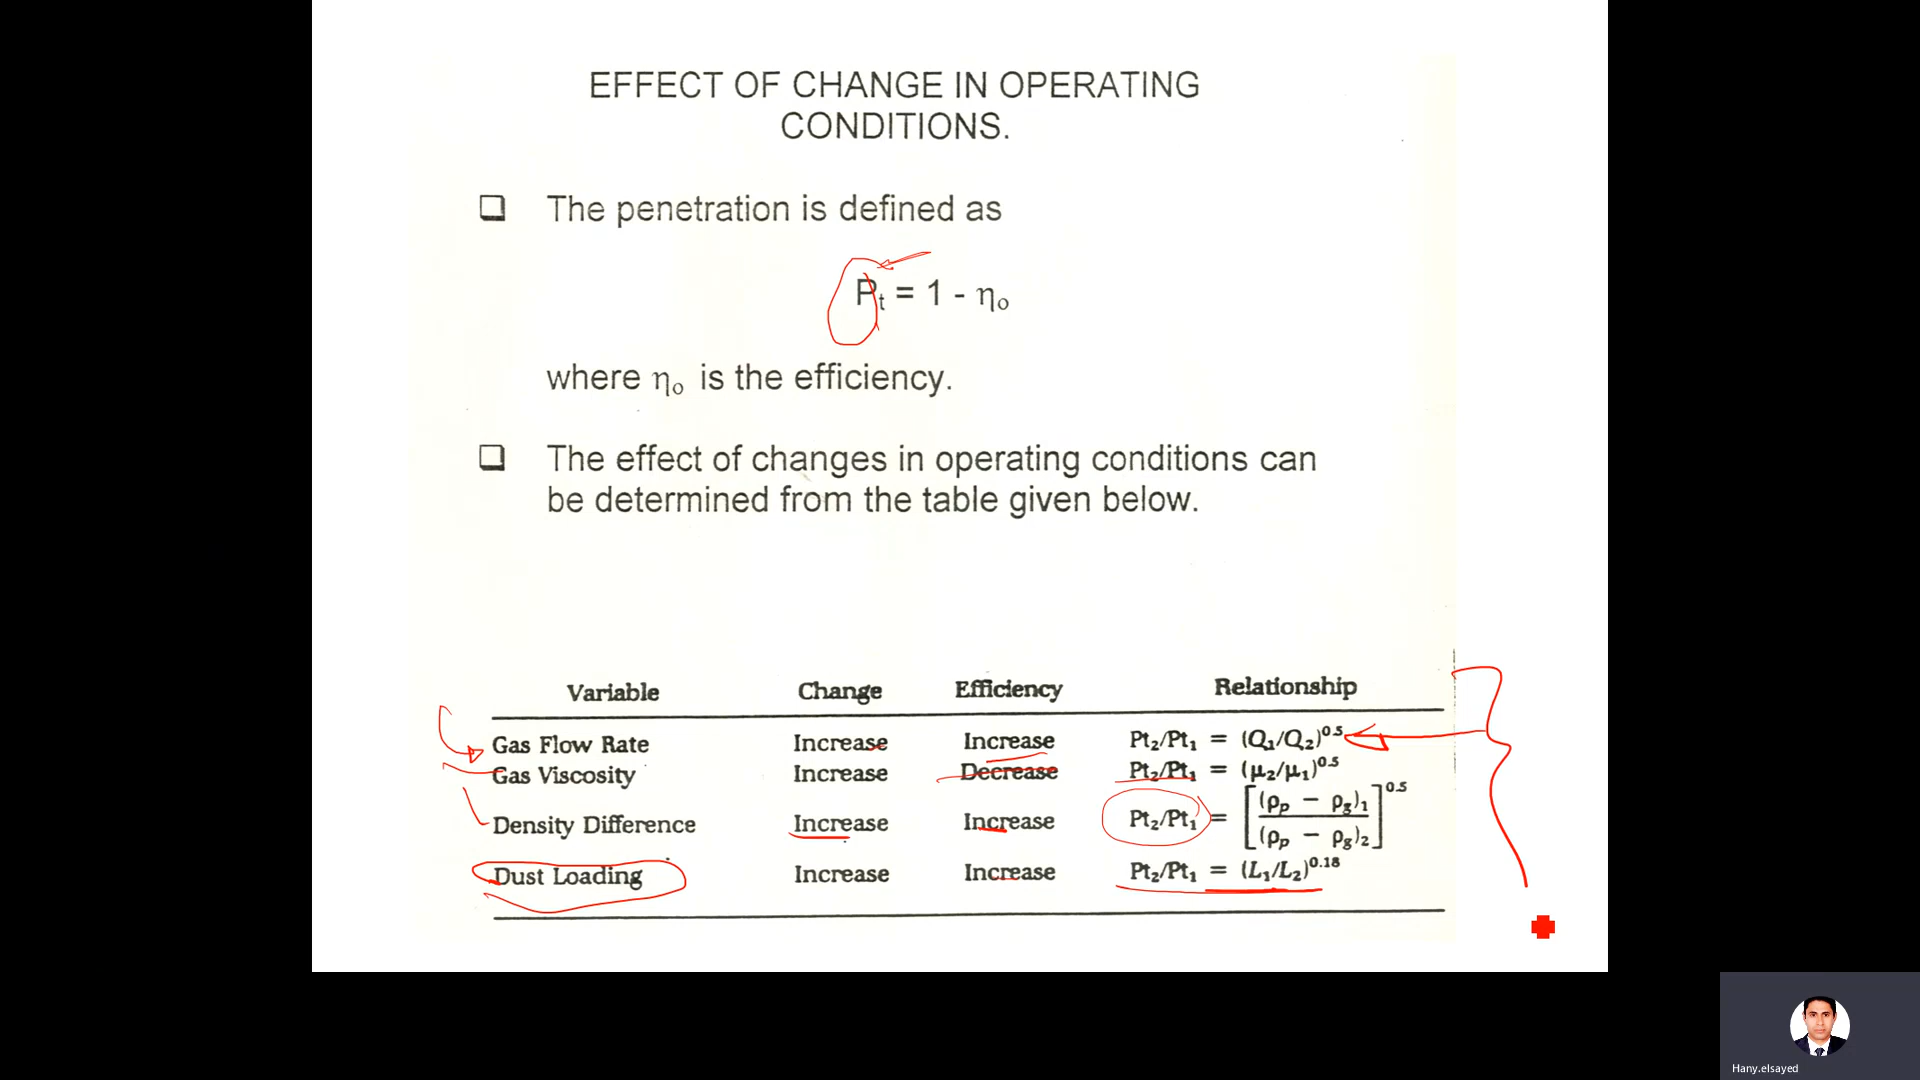 EFFECT OF CHANGE IN OPERATING
CONDITIONS.
❑ The penetration is defined as
Pt = 1 - ηo
where ηo is the efficiency.
❑ The effect of changes in operating conditions can
be determined from the table given below.
Variable Change Efficiency Relationship
Gas Flow Rate Increase Increase Pt₂/Pt₁ = (Q₁/Q₂)^0.5
Gas Viscosity Increase Decrease Pt₂/Pt₁ = (μ₂/μ₁)^0.5
Density Difference Increase Increase Pt₂/Pt₁ = [(ρp − ρg)₁ / (ρp − ρg)₂]^0.5
Dust Loading Increase Increase Pt₂/Pt₁ = (L₁/L₂)^0.18
Hany.elsayed